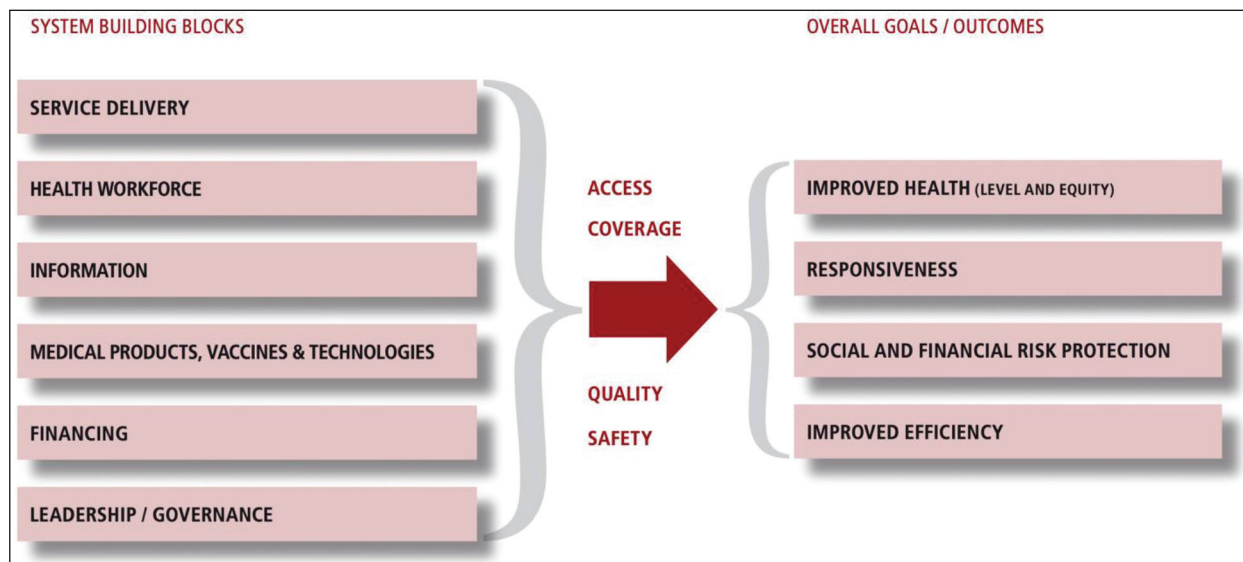 SYSTEM BUILDING BLOCKS
SERVICE DELIVERY
HEALTH WORKFORCE
INFORMATION
MEDICAL PRODUCTS, VACCINES & TECHNOLOGIES
FINANCING
LEADERSHIP / GOVERNANCE
ACCESS
COVERAGE
QUALITY
SAFETY
OVERALL GOALS / OUTCOMES
IMPROVED HEALTH (LEVEL AND EQUITY)
RESPONSIVENESS
SOCIAL AND FINANCIAL RISK PROTECTION
IMPROVED EFFICIENCY